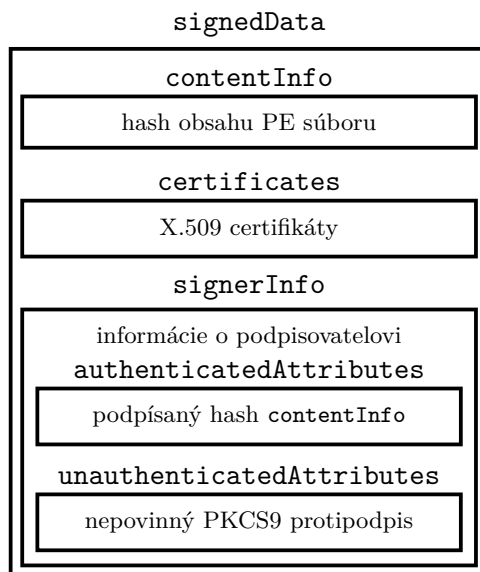 signedData
contentInfo
hash obsahu PE súboru
certificates
X.509 certifikáty
signerInfo
informácie o podpisovatelovi
authenticatedAttributes
podpísaný hash contentInfo
unauthenticatedAttributes
nepovinný PKCS9 protipodpis